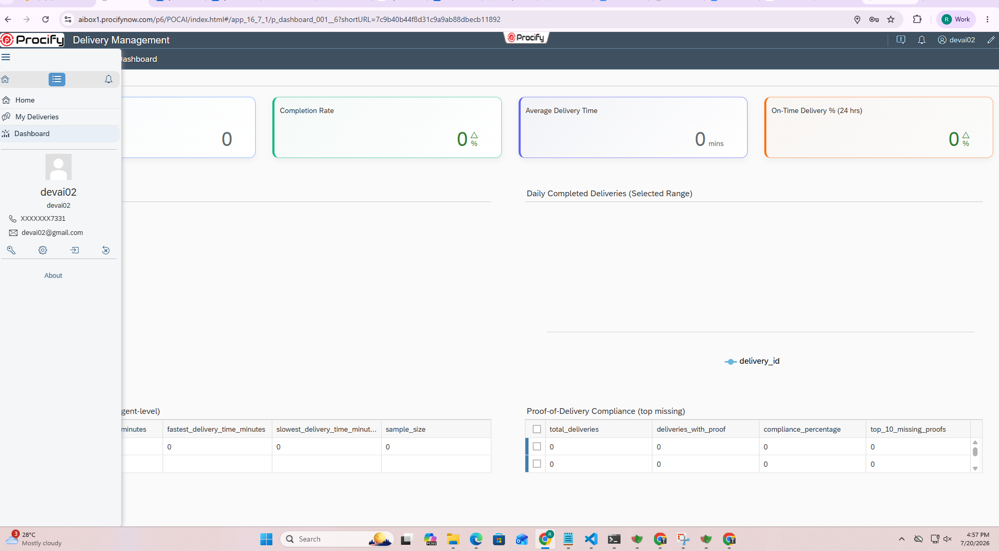 aibox1.procifynow.com/p6/POCAI/index.html#/app_16_7_1/p_dashboard_001__6?shortURL=7c9b40b44f8d31c9a9ab88dbecb11892
R Work
Procify Delivery Management
Procify
devai02
Dashboard
Home
My Deliveries
Dashboard
devai02
devai02
XXXXXXX7331
devai02@gmail.com
About
0
Completion Rate
0 %
Average Delivery Time
0 mins
On-Time Delivery % (24 hrs)
0 %
Daily Completed Deliveries (Selected Range)
delivery_id
gent-level)
minutes fastest_delivery_time_minutes slowest_delivery_time_minut... sample_size
0 0 0
Proof-of-Delivery Compliance (top missing)
total_deliveries deliveries_with_proof compliance_percentage top_10_missing_proofs
0 0 0 0
0 0 0 0
3
28°C
Mostly cloudy
Search
M365
R
T
T
4:57 PM
7/20/2026